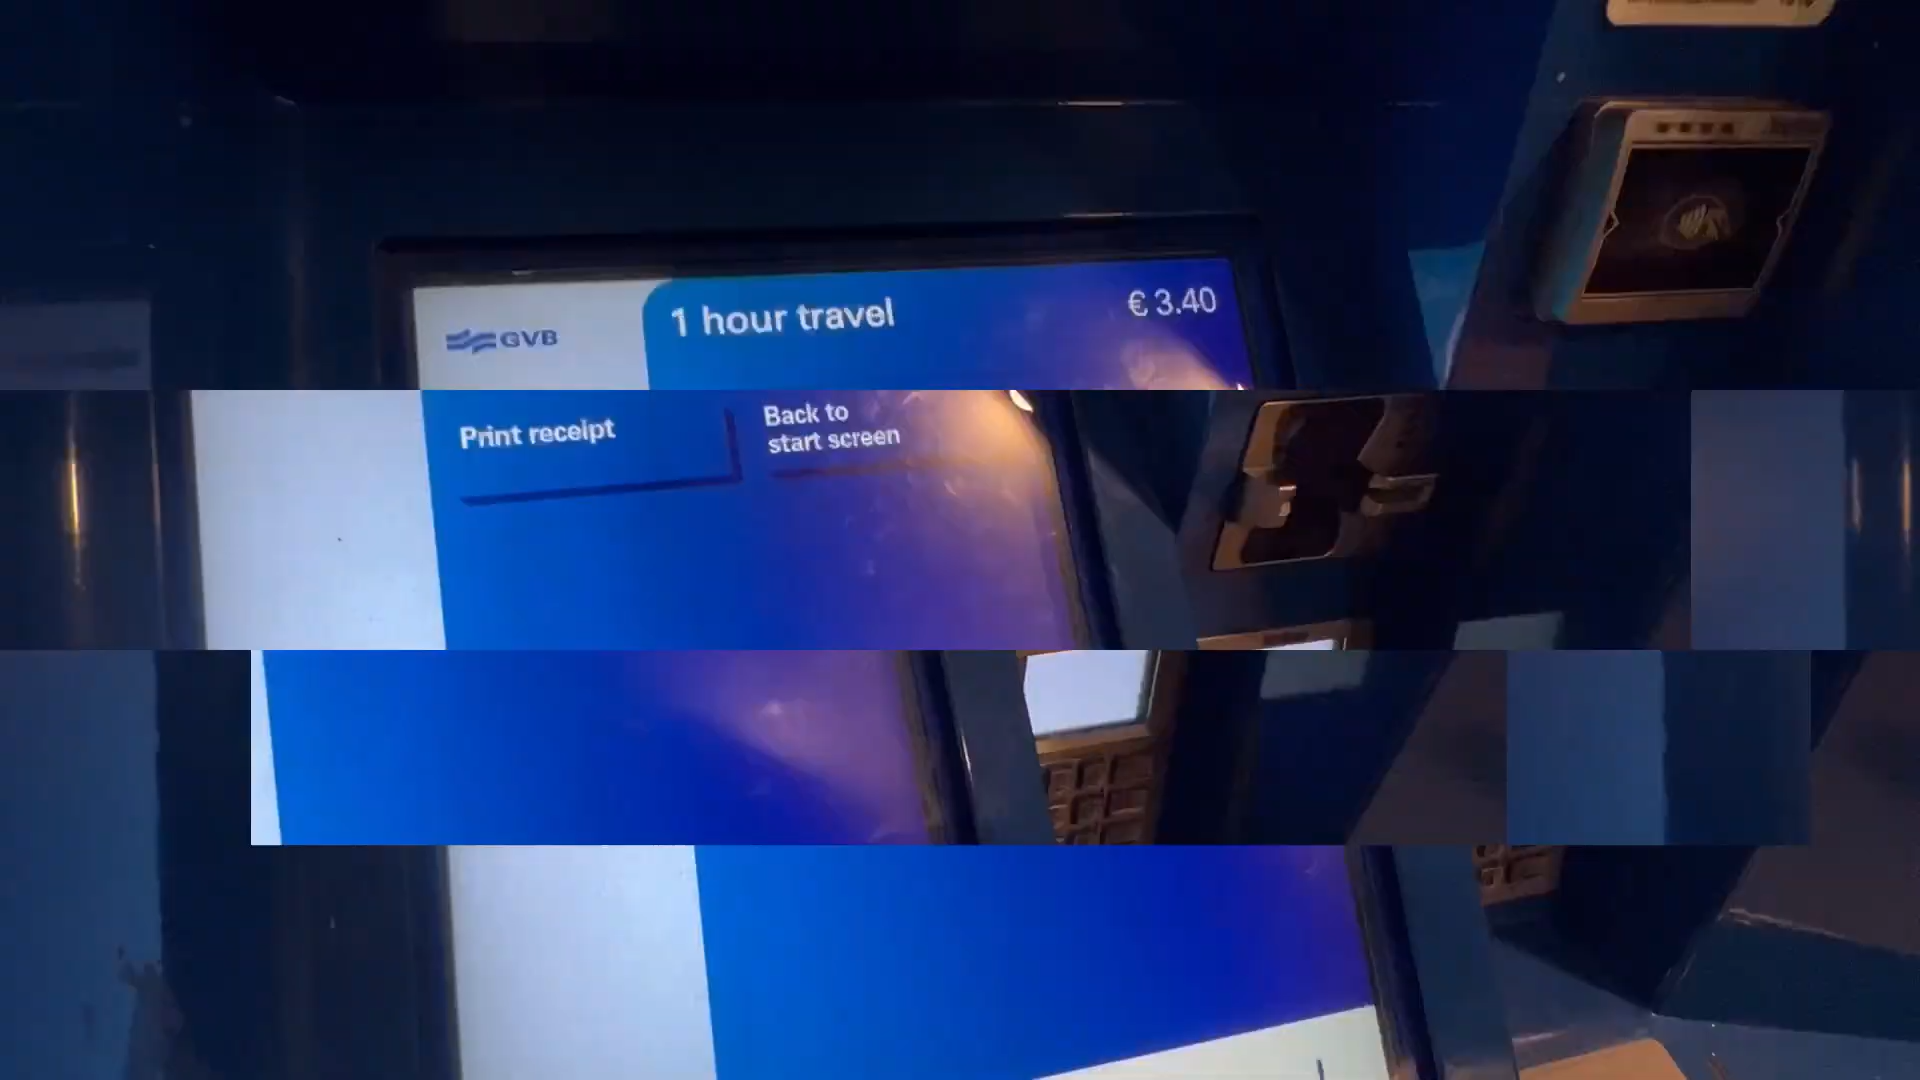 GVB
1 hour travel
€ 3.40
Print receipt
Back to
start screen